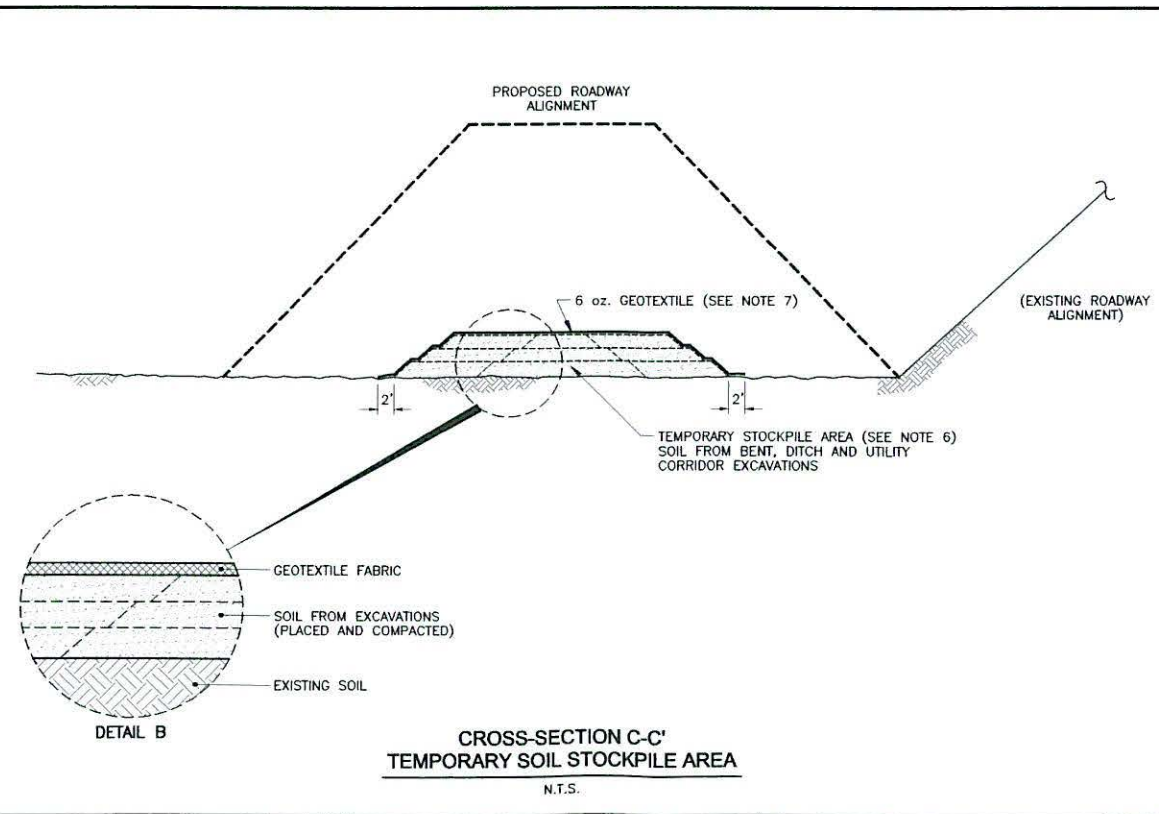 PROPOSED ROADWAY
ALIGNMENT
6 oz. GEOTEXTILE (SEE NOTE 7)
(EXISTING ROADWAY
ALIGNMENT)
2'
2'
TEMPORARY STOCKPILE AREA (SEE NOTE 6)
SOIL FROM BENT, DITCH AND UTILITY
CORRIDOR EXCAVATIONS
GEOTEXTILE FABRIC
SOIL FROM EXCAVATIONS
(PLACED AND COMPACTED)
EXISTING SOIL
DETAIL B
CROSS-SECTION C-C'
TEMPORARY SOIL STOCKPILE AREA
N.T.S.